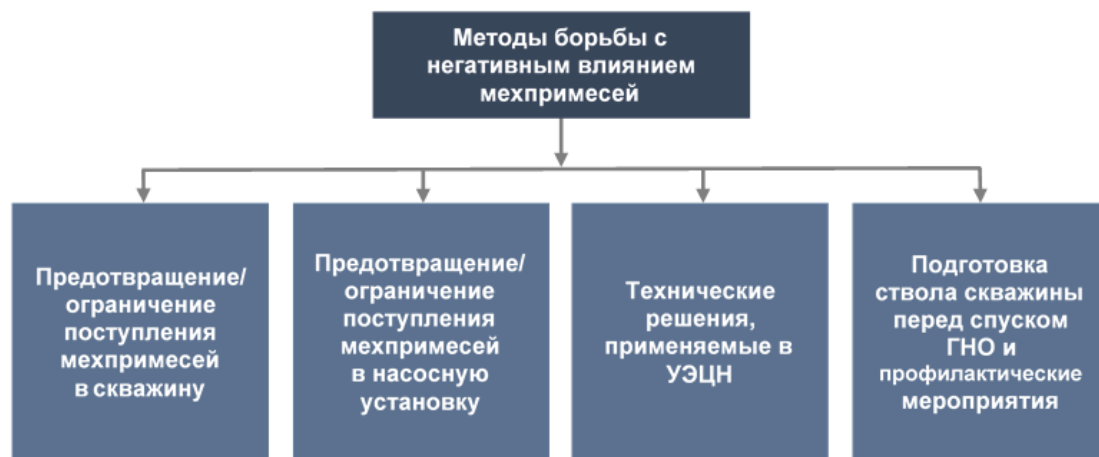 Методы борьбы с
негативным влиянием
мехпримесей
Предотвращение/
ограничение
поступления
мехпримесей
в скважину
Предотвращение/
ограничение
поступления
мехпримесей
в насосную
установку
Технические
решения,
применяемые в
УЭЦН
Подготовка
ствола скважины
перед спуском
ГНО и
профилактические
мероприятия